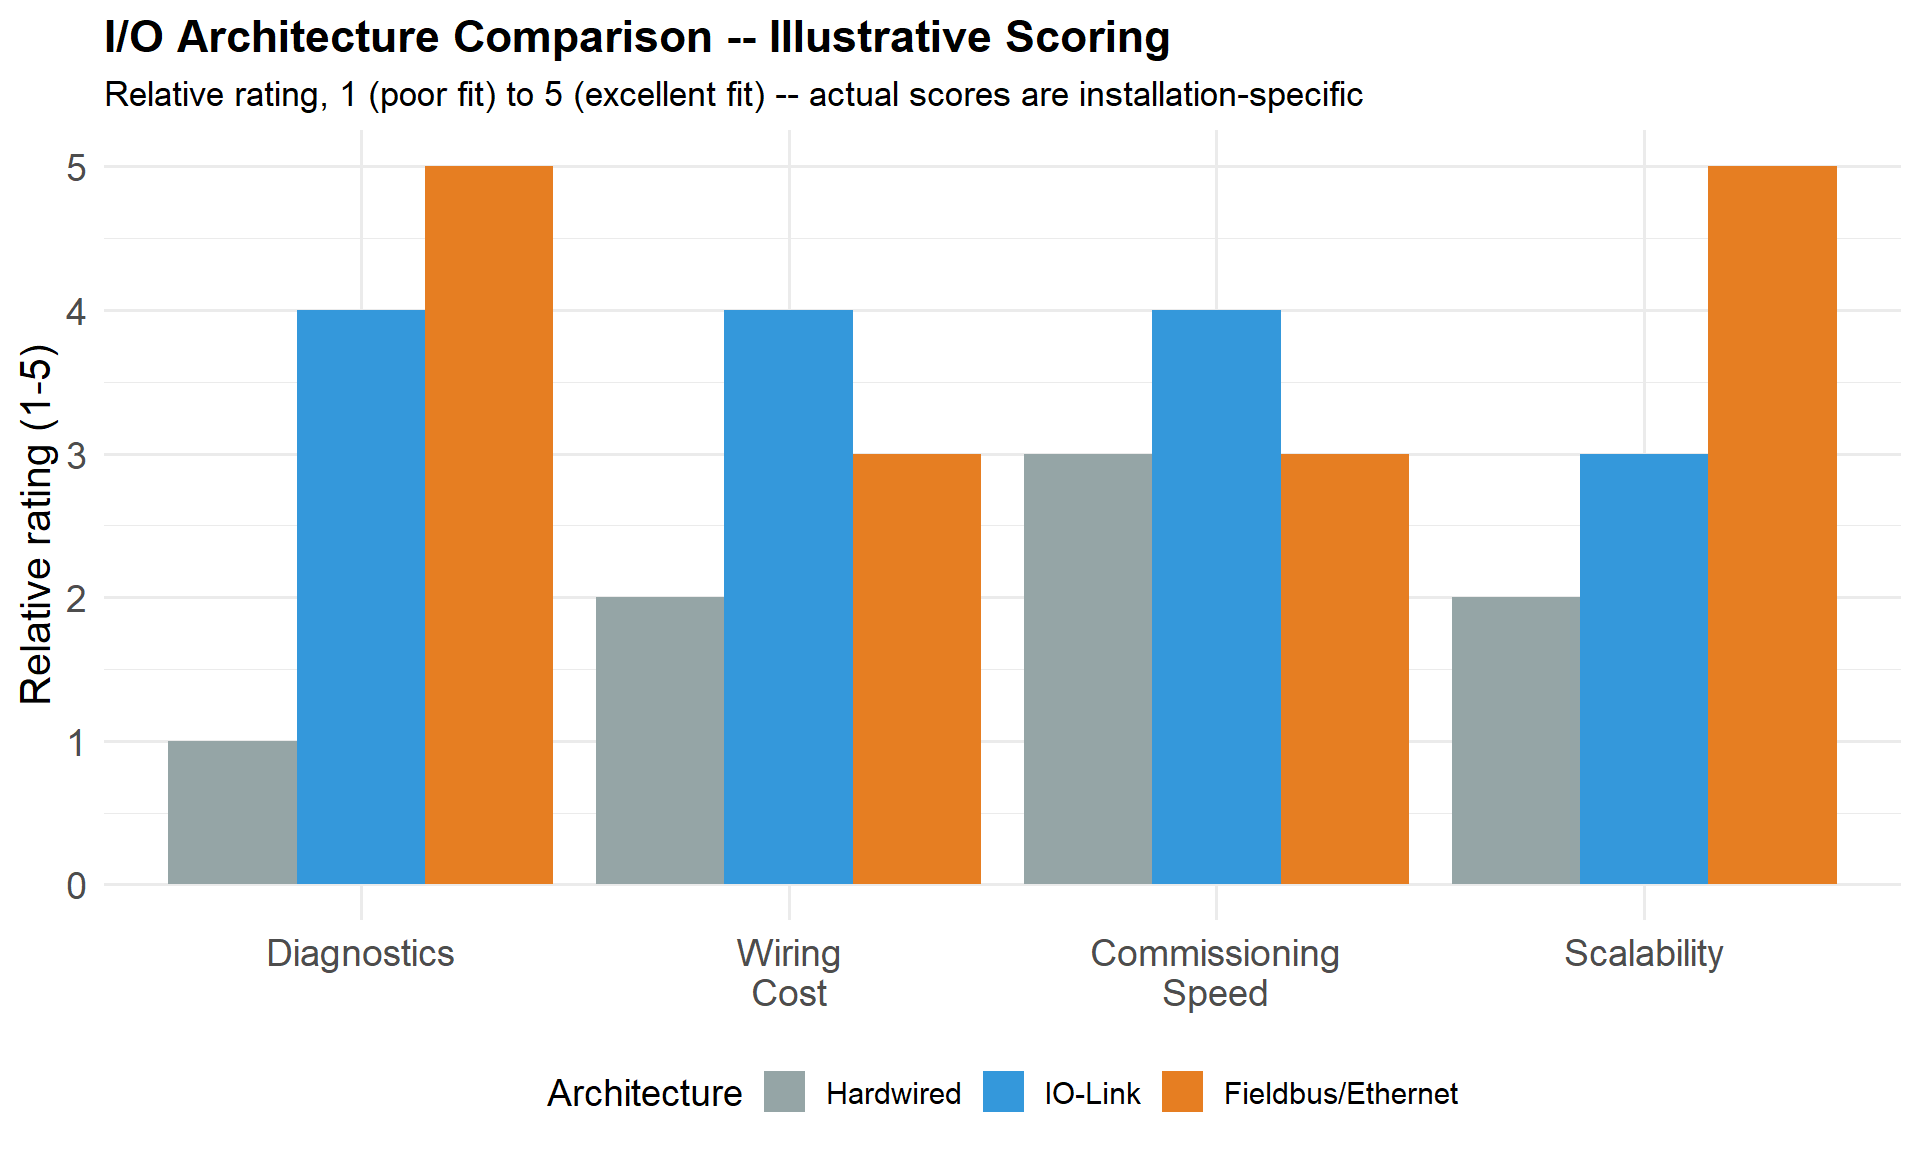 I/O Architecture Comparison -- Illustrative Scoring
Relative rating, 1 (poor fit) to 5 (excellent fit) -- actual scores are installation-specific
Relative rating (1-5)
5
4
3
2
1
0
Diagnostics
Wiring
Cost
Commissioning
Speed
Scalability
Architecture
Hardwired
IO-Link
Fieldbus/Ethernet